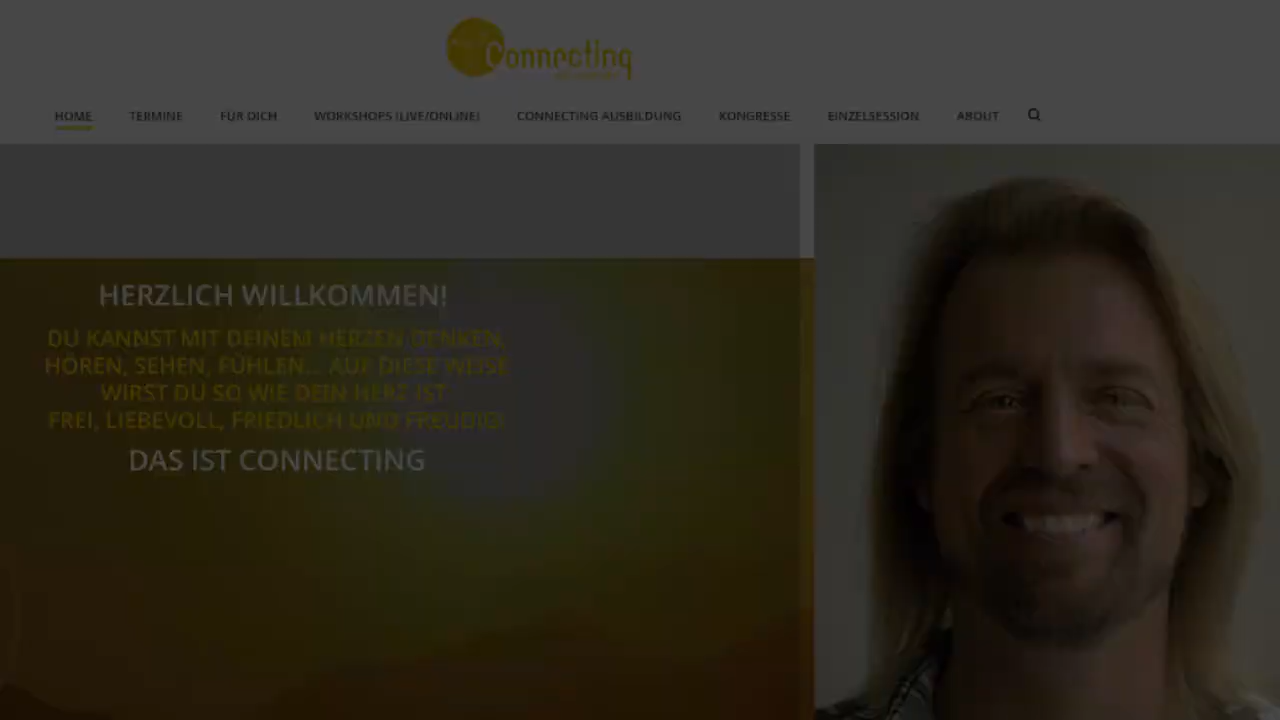 Connecting
HOME TERMINE FÜR DICH WORKSHOPS (LIVE/ONLINE) CONNECTING AUSBILDUNG KONGRESSE EINZELSESSION ABOUT
HERZLICH WILLKOMMEN!
DU KANNST MIT DEINEM HERZEN DENKEN,
HÖREN, SEHEN, FÜHLEN... AUF DIESE WEISE
WIRST DU SO WIE DEIN HERZ IST
FREI, LIEBEVOLL, FRIEDLICH UND FREUDIG!
DAS IST CONNECTING